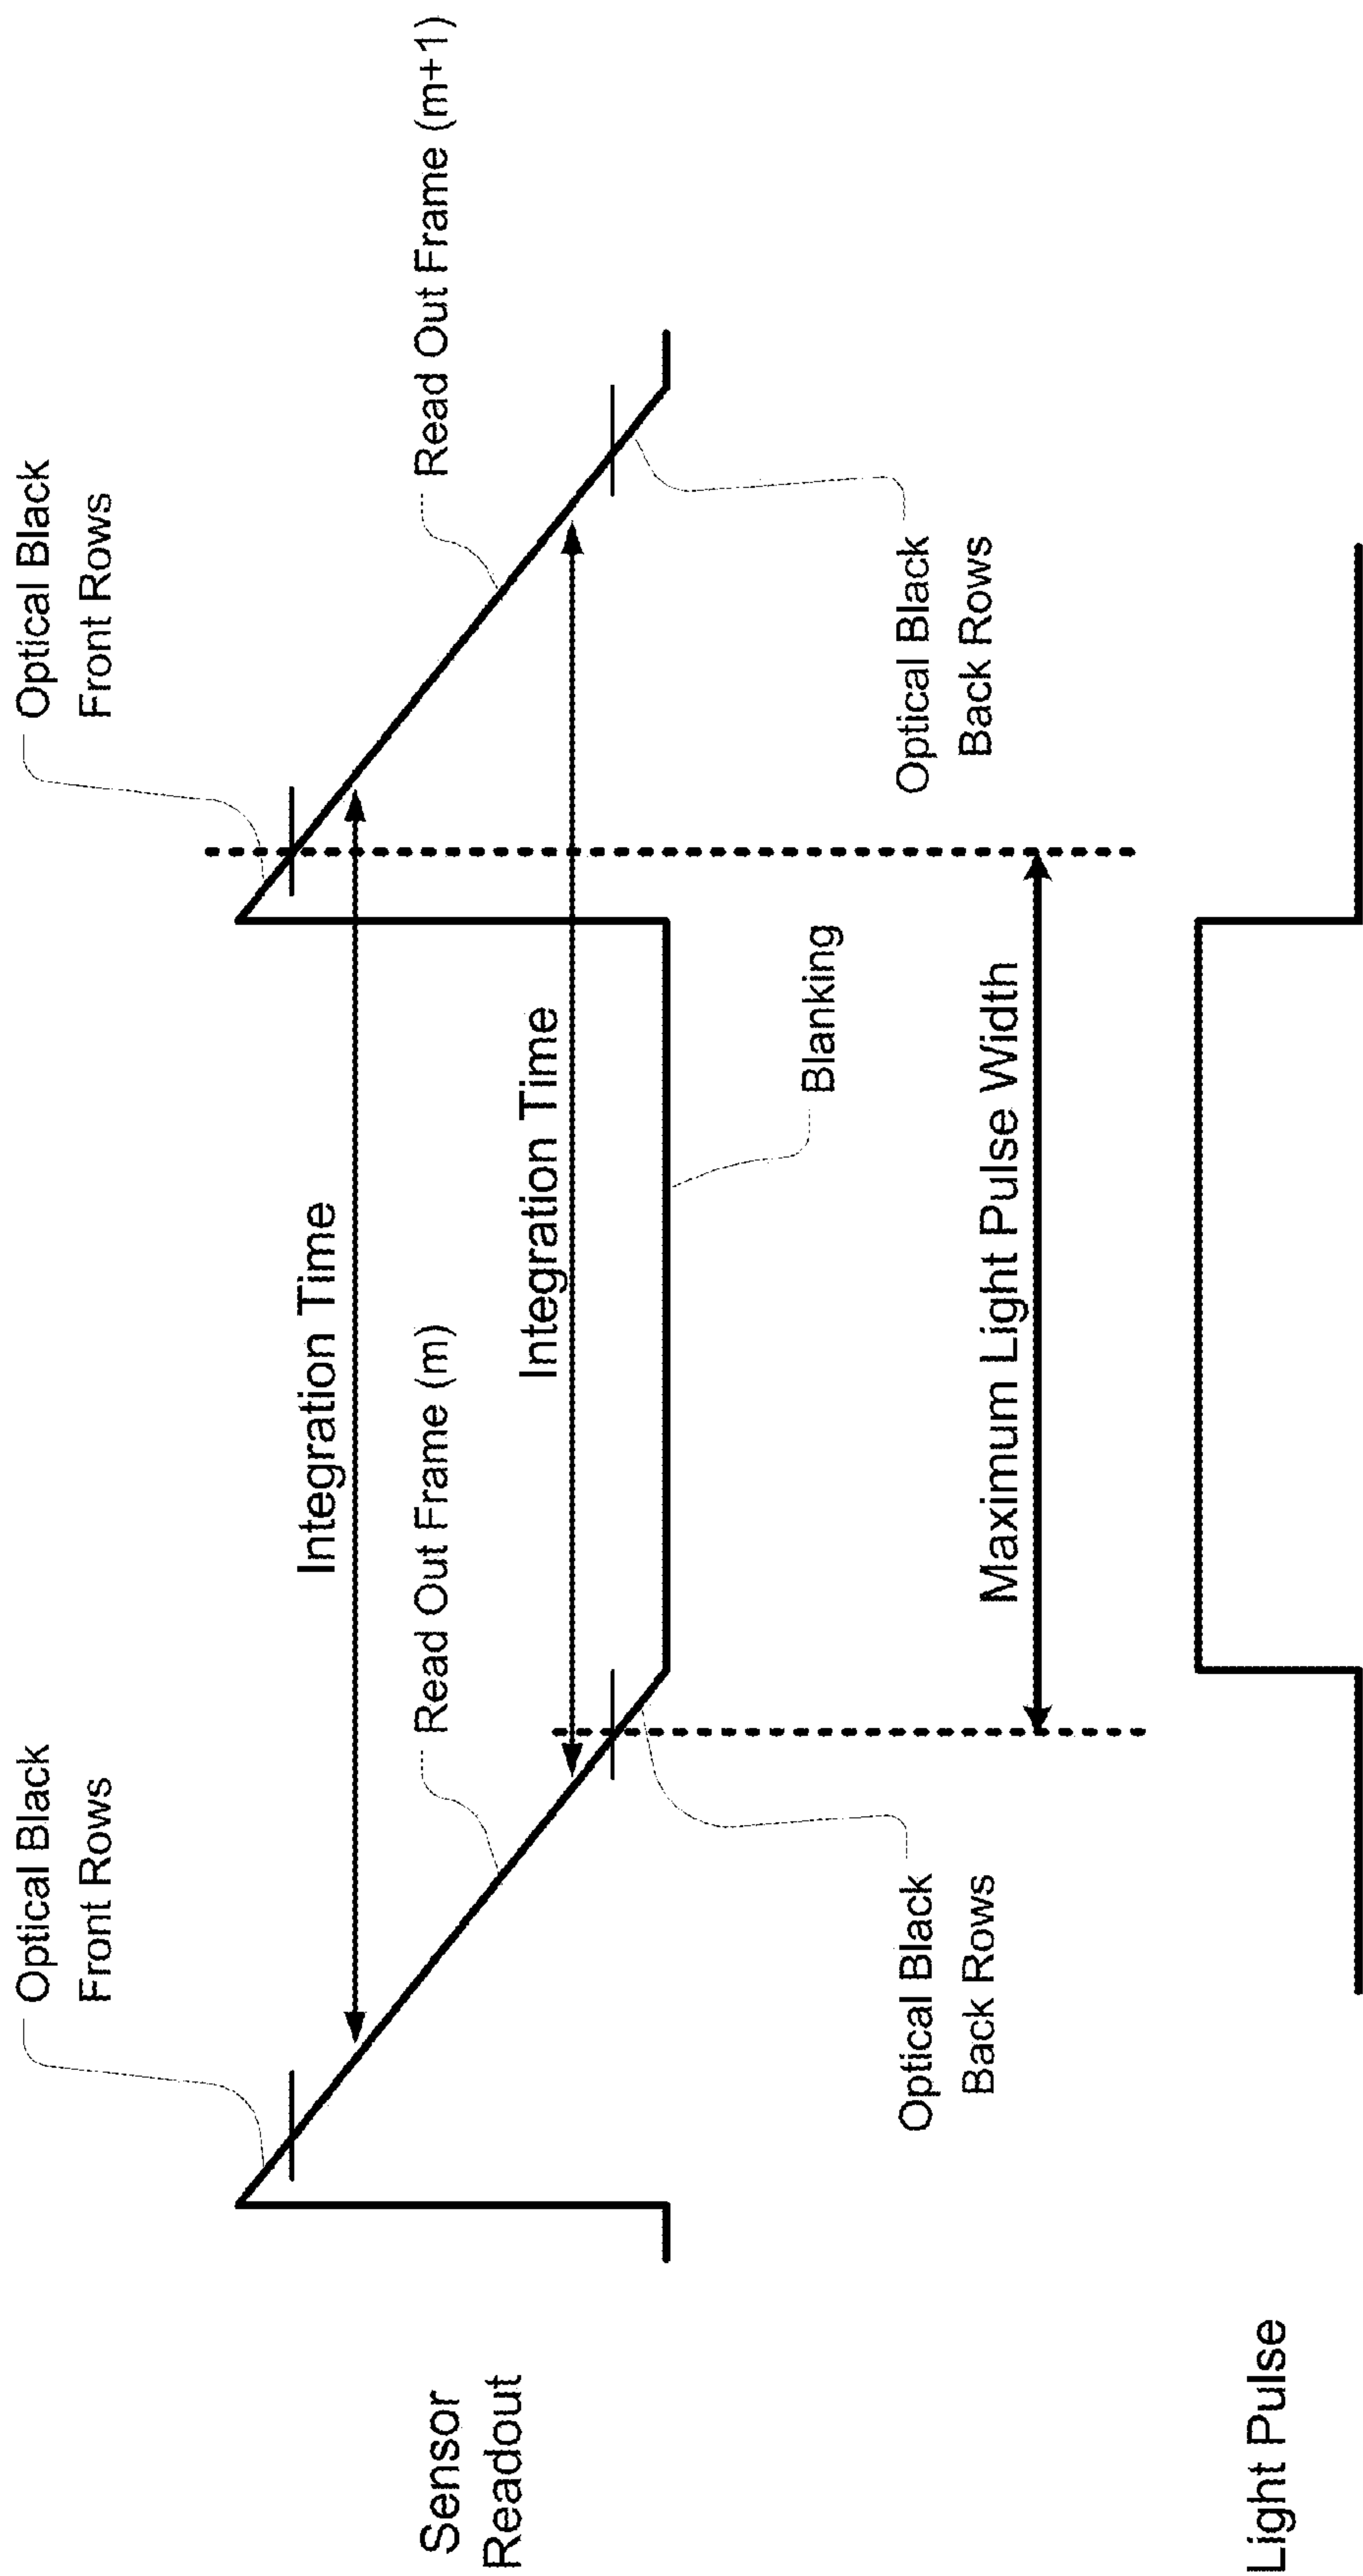 Optical Black
Front Rows
Optical Black
Front Rows
Integration Time
Sensor
Readout
Read Out Frame (m)
Read Out Frame (m+1)
Integration Time
Blanking
Optical Black
Back Rows
Optical Black
Back Rows
Maximum Light Pulse Width
Light Pulse